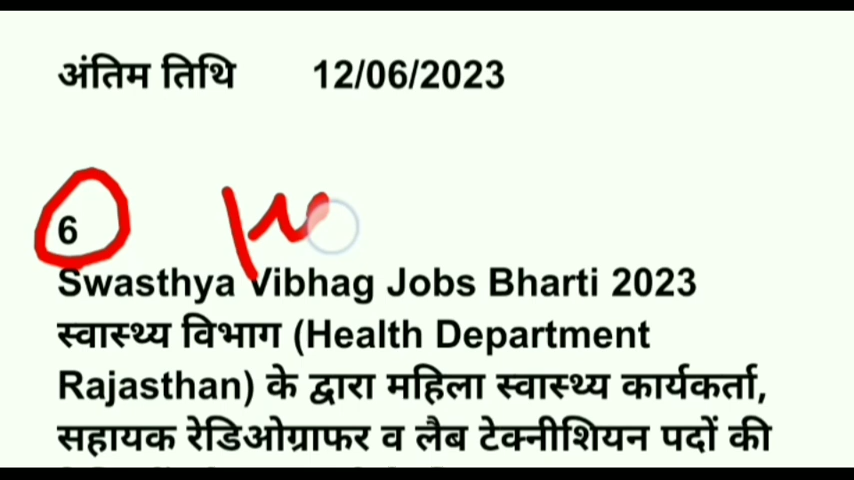 अंतिम तिथि 12/06/2023
6
Swasthya Vibhag Jobs Bharti 2023
स्वास्थ्य विभाग (Health Department
Rajasthan) के द्वारा महिला स्वास्थ्य कार्यकर्ता,
सहायक रेडिओग्राफर व लैब टेक्नीशियन पदों की